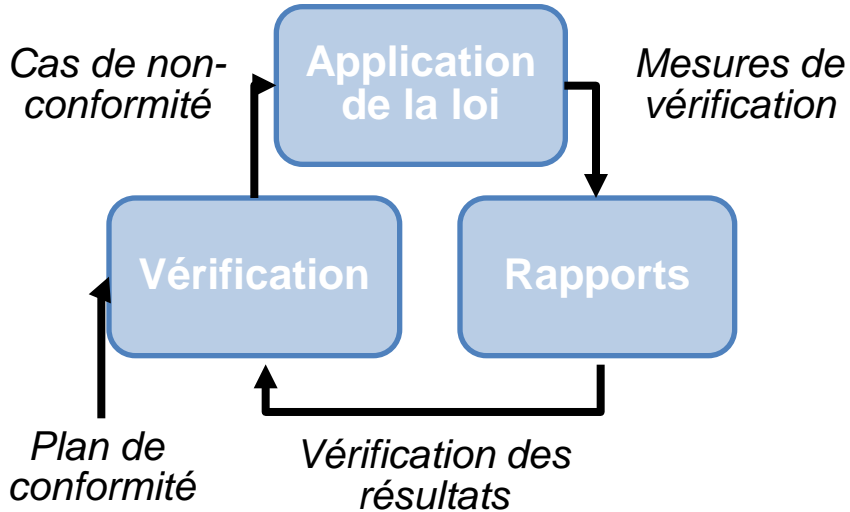 Cas de non-
conformité
Application
de la loi
Mesures de
vérification
Vérification
Rapports
Plan de
conformité
Vérification des
résultats